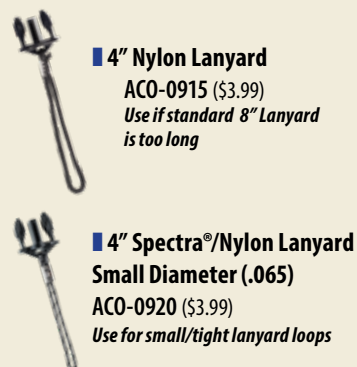 4″ Nylon Lanyard
ACO-0915 ($3.99)
Use if standard 8″ Lanyard
is too long
4″ Spectra®/Nylon Lanyard
Small Diameter (.065)
ACO-0920 ($3.99)
Use for small/tight lanyard loops